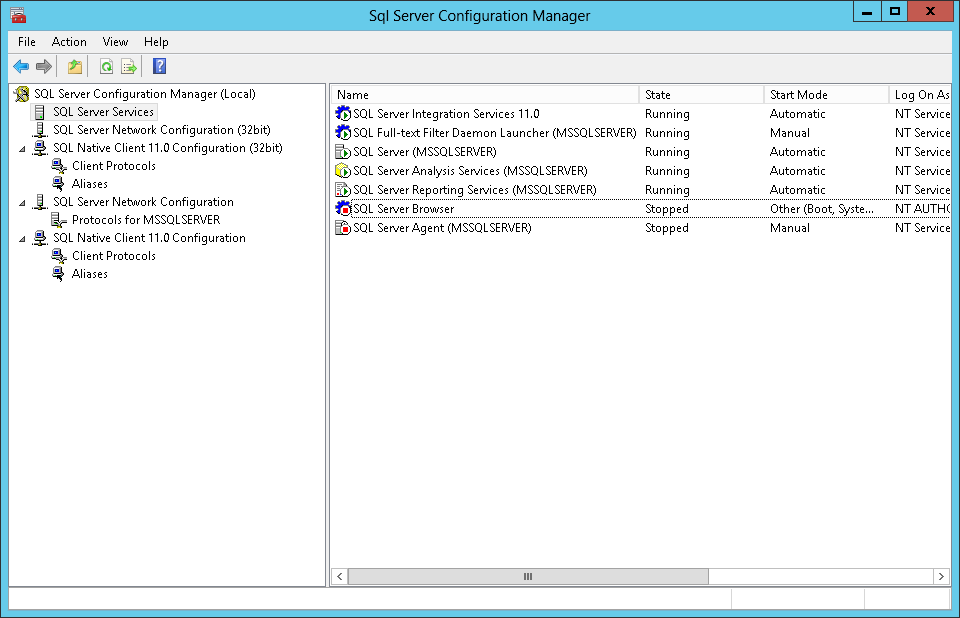 Sql Server Configuration Manager
File Action View Help
SQL Server Configuration Manager (Local)
SQL Server Services
SQL Server Network Configuration (32bit)
SQL Native Client 11.0 Configuration (32bit)
Client Protocols
Aliases
SQL Server Network Configuration
Protocols for MSSQLSERVER
SQL Native Client 11.0 Configuration
Client Protocols
Aliases
Name State Start Mode Log On As
SQL Server Integration Services 11.0 Running Automatic NT Service
SQL Full-text Filter Daemon Launcher (MSSQLSERVER) Running Manual NT Service
SQL Server (MSSQLSERVER) Running Automatic NT Service
SQL Server Analysis Services (MSSQLSERVER) Running Automatic NT Service
SQL Server Reporting Services (MSSQLSERVER) Running Automatic NT Service
SQL Server Browser Stopped Other (Boot, Syste... NT AUTHO
SQL Server Agent (MSSQLSERVER) Stopped Manual NT Service